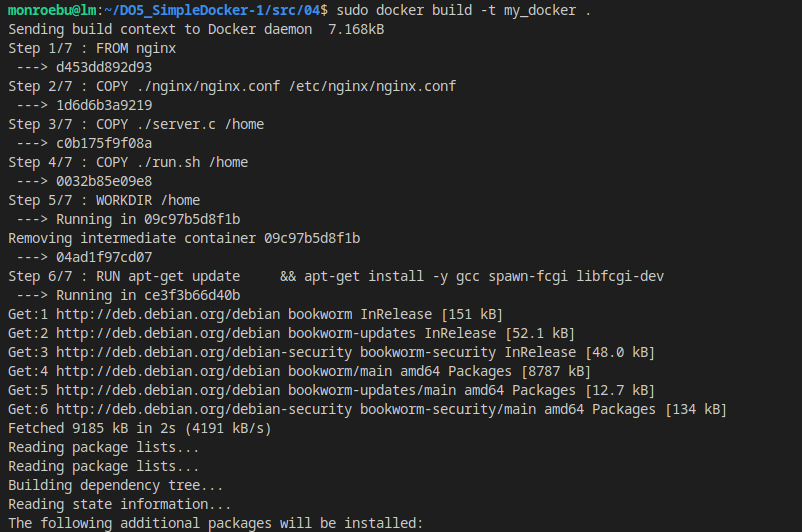 monroebu@lm:~/DO5_SimpleDocker-1/src/04$ sudo docker build -t my_docker .
Sending build context to Docker daemon  7.168kB
Step 1/7 : FROM nginx
 ---> d453dd892d93
Step 2/7 : COPY ./nginx/nginx.conf /etc/nginx/nginx.conf
 ---> 1d6d6b3a9219
Step 3/7 : COPY ./server.c /home
 ---> c0b175f9f08a
Step 4/7 : COPY ./run.sh /home
 ---> 0032b85e09e8
Step 5/7 : WORKDIR /home
 ---> Running in 09c97b5d8f1b
Removing intermediate container 09c97b5d8f1b
 ---> 04ad1f97cd07
Step 6/7 : RUN apt-get update     && apt-get install -y gcc spawn-fcgi libfcgi-dev
 ---> Running in ce3f3b66d40b
Get:1 http://deb.debian.org/debian bookworm InRelease [151 kB]
Get:2 http://deb.debian.org/debian bookworm-updates InRelease [52.1 kB]
Get:3 http://deb.debian.org/debian-security bookworm-security InRelease [48.0 kB]
Get:4 http://deb.debian.org/debian bookworm/main amd64 Packages [8787 kB]
Get:5 http://deb.debian.org/debian bookworm-updates/main amd64 Packages [12.7 kB]
Get:6 http://deb.debian.org/debian-security bookworm-security/main amd64 Packages [134 kB]
Fetched 9185 kB in 2s (4191 kB/s)
Reading package lists...
Reading package lists...
Building dependency tree...
Reading state information...
The following additional packages will be installed: